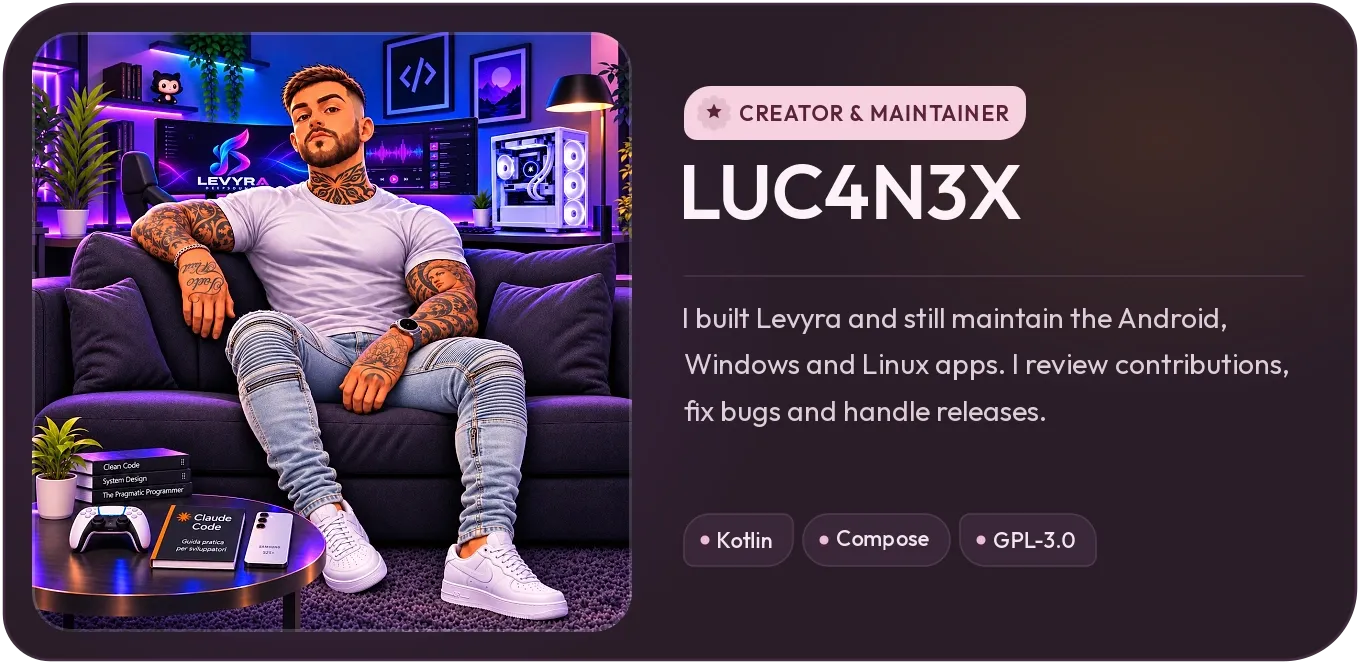 CREATOR & MAINTAINER
LUC4N3X
I built Levyra and still maintain the Android,
Windows and Linux apps. I review contributions,
fix bugs and handle releases.
Kotlin
Compose
GPL-3.0
</>
LEVYRA
Clean Code
System Design
The Pragmatic Programmer
Claude
Code
Guida pratica
per sviluppatori
SAMSUNG